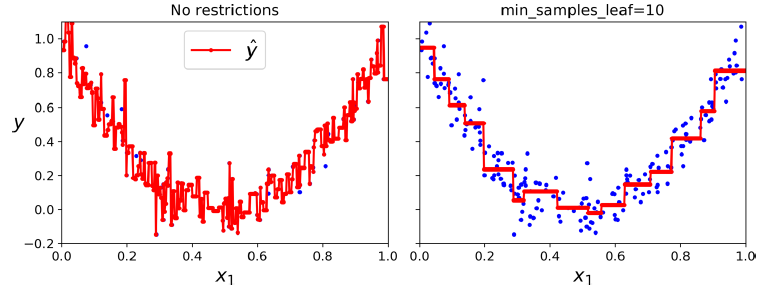 No restrictions
min_samples_leaf=10
ŷ
y
1.0
0.8
0.6
0.4
0.2
0.0
−0.2
0.0 0.2 0.4 0.6 0.8 1.0
0.0 0.2 0.4 0.6 0.8 1.0
x₁
x₁